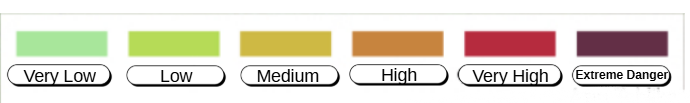 Very Low
Low
Medium
High
Very High
Extreme Danger